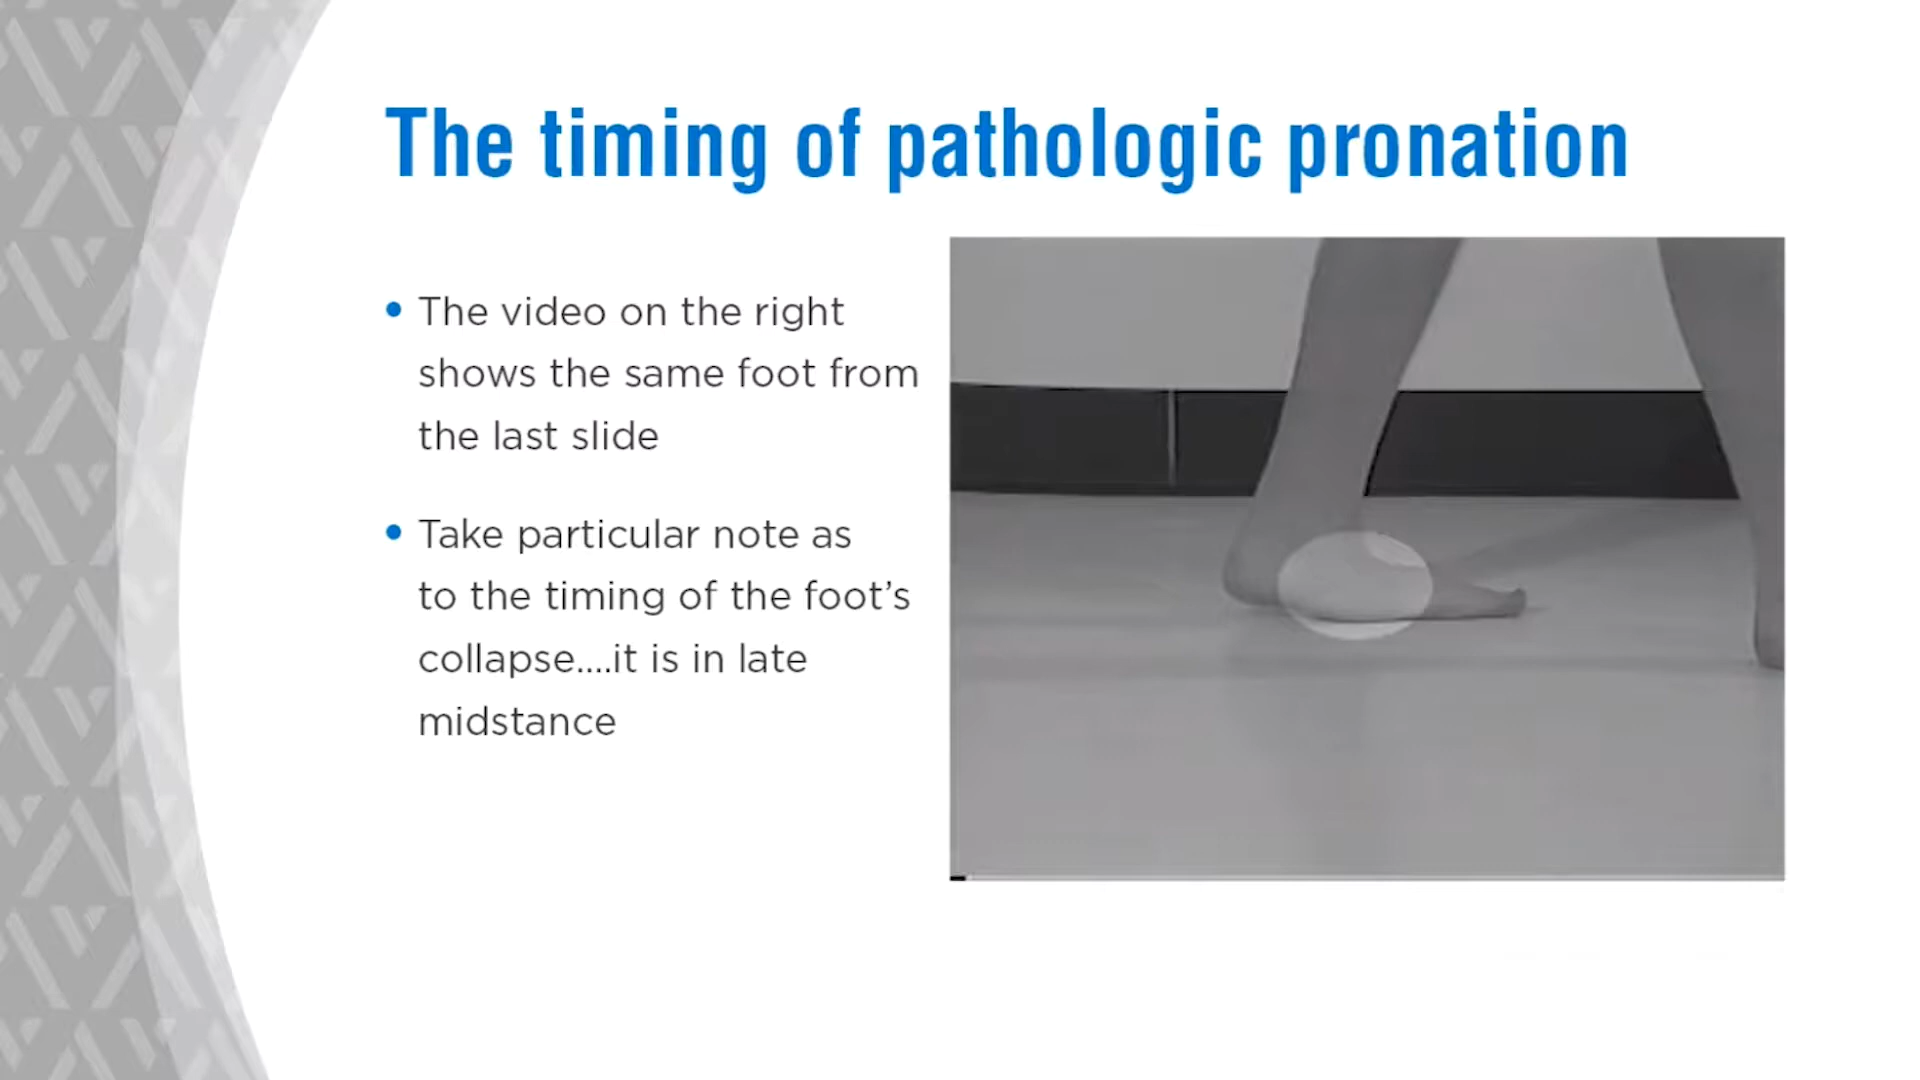 The timing of pathologic pronation
• The video on the right
shows the same foot from
the last slide
• Take particular note as
to the timing of the foot’s
collapse....it is in late
midstance